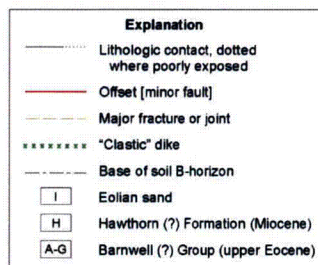 Explanation
Lithologic contact, dotted
where poorly exposed
Offset [minor fault]
Major fracture or joint
"Clastic" dike
Base of soil B-horizon
I Eolian sand
H Hawthorn (?) Formation (Miocene)
A-G Barnwell (?) Group (upper Eocene)